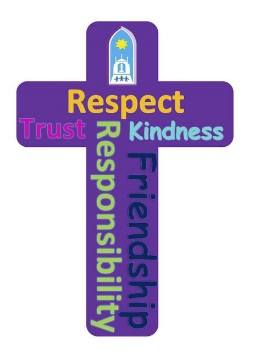 Respect
Trust
Kindness
Responsibility
Friendship